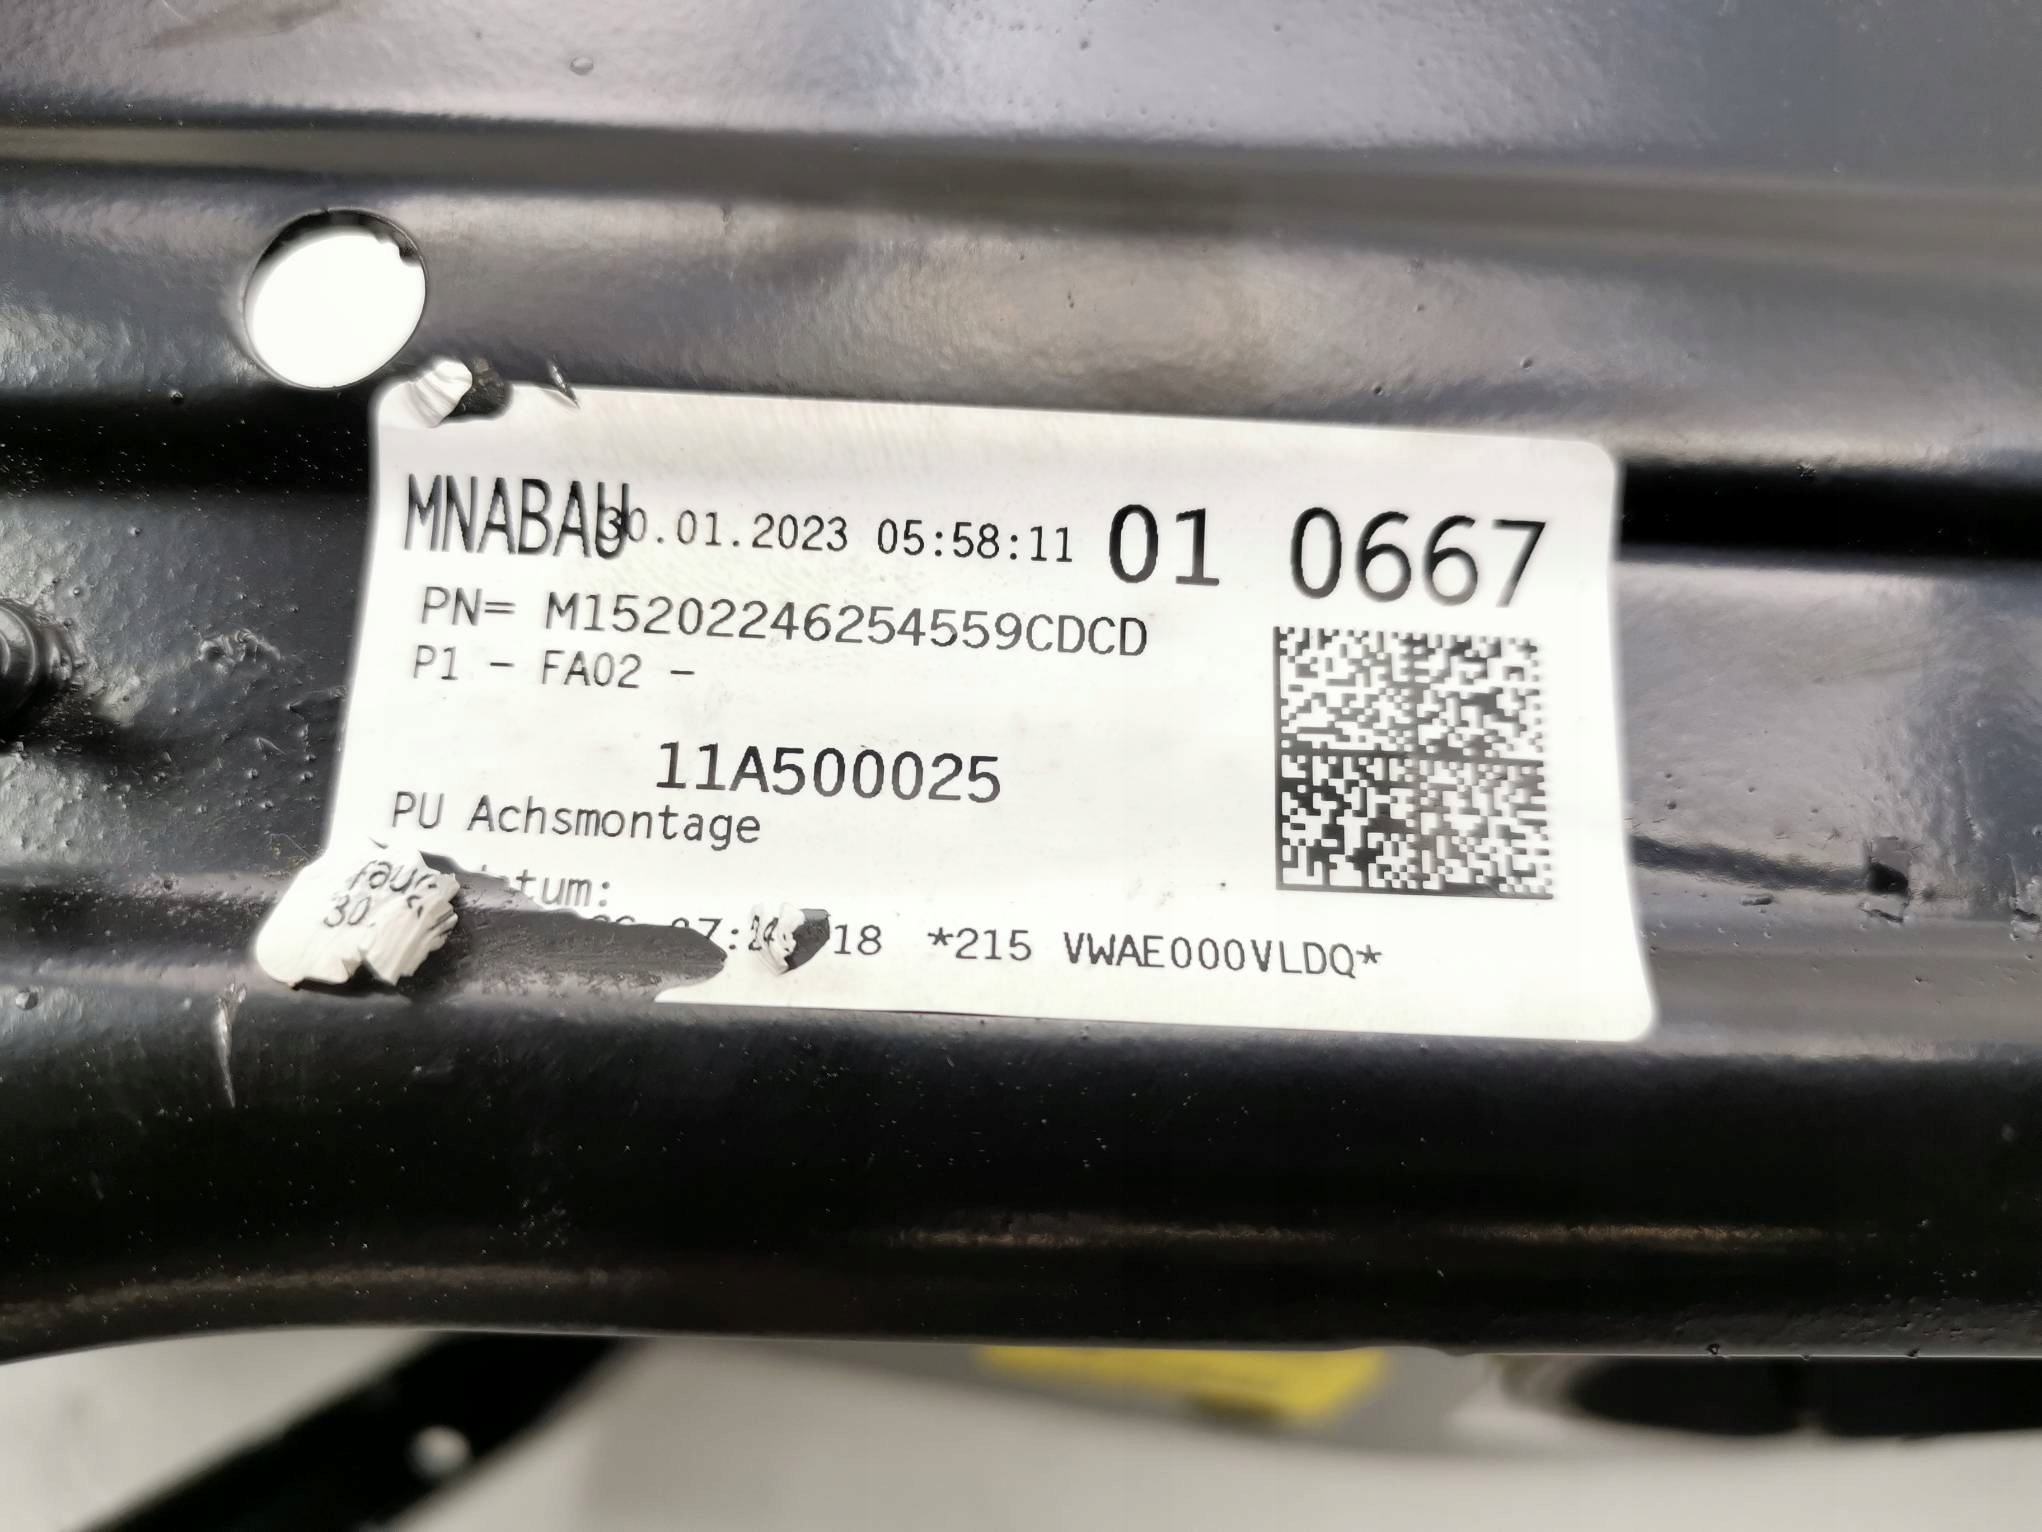 MNABAU 30.01.2023 05:58:11 01 0667
PN= M15202246254559CDCD
P1 - FA02 -
11A500025
PU Achsmontage
30.
18 *215 VWAE000VLDQ*